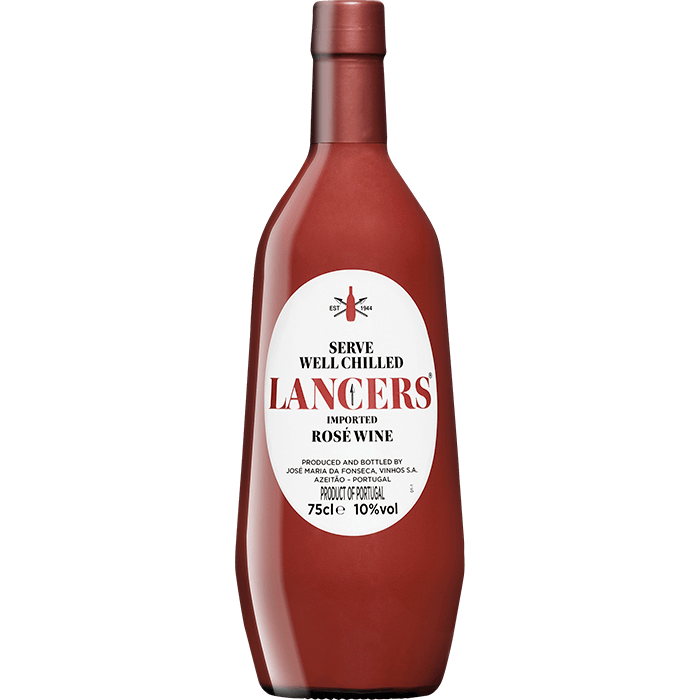 EST 1944
SERVE
WELL CHILLED
LANCERS®
IMPORTED
ROSÉ WINE
PRODUCED AND BOTTLED BY
JOSÉ MARIA DA FONSECA, VINHOS S.A.
AZEITÃO - PORTUGAL
PRODUCT OF PORTUGAL
75cl ℮ 10%vol